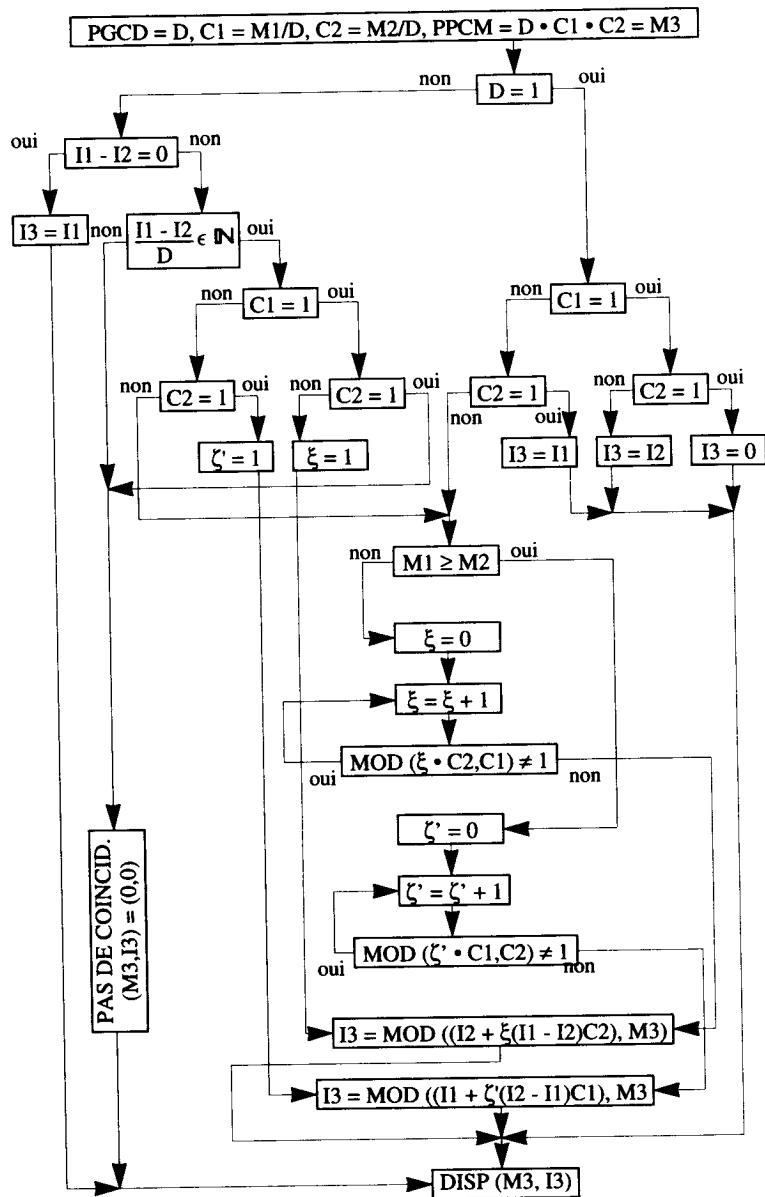 PGCD = D, C1 = M1/D, C2 = M2/D, PPCM = D • C1 • C2 = M3
non
D = 1
oui
oui
I1 - I2 = 0
non
I3 = I1
non
I1 - I2
D
ϵ ℕ
oui
non
C1 = 1
oui
non
C1 = 1
oui
non
C2 = 1
oui
non
C2 = 1
oui
C2 = 1
non
oui
non
C2 = 1
oui
ζ' = 1
ξ = 1
I3 = I1
I3 = I2
I3 = 0
non
M1 ≥ M2
oui
ξ = 0
ξ = ξ + 1
MOD (ξ • C2,C1) ≠ 1
oui
non
ζ' = 0
ζ' = ζ' + 1
MOD (ζ' • C1,C2) ≠ 1
oui
non
PAS DE COINCID.
(M3,I3) = (0,0)
I3 = MOD ((I2 + ξ(I1 - I2)C2), M3)
I3 = MOD ((I1 + ζ'(I2 - I1)C1), M3
DISP (M3, I3)